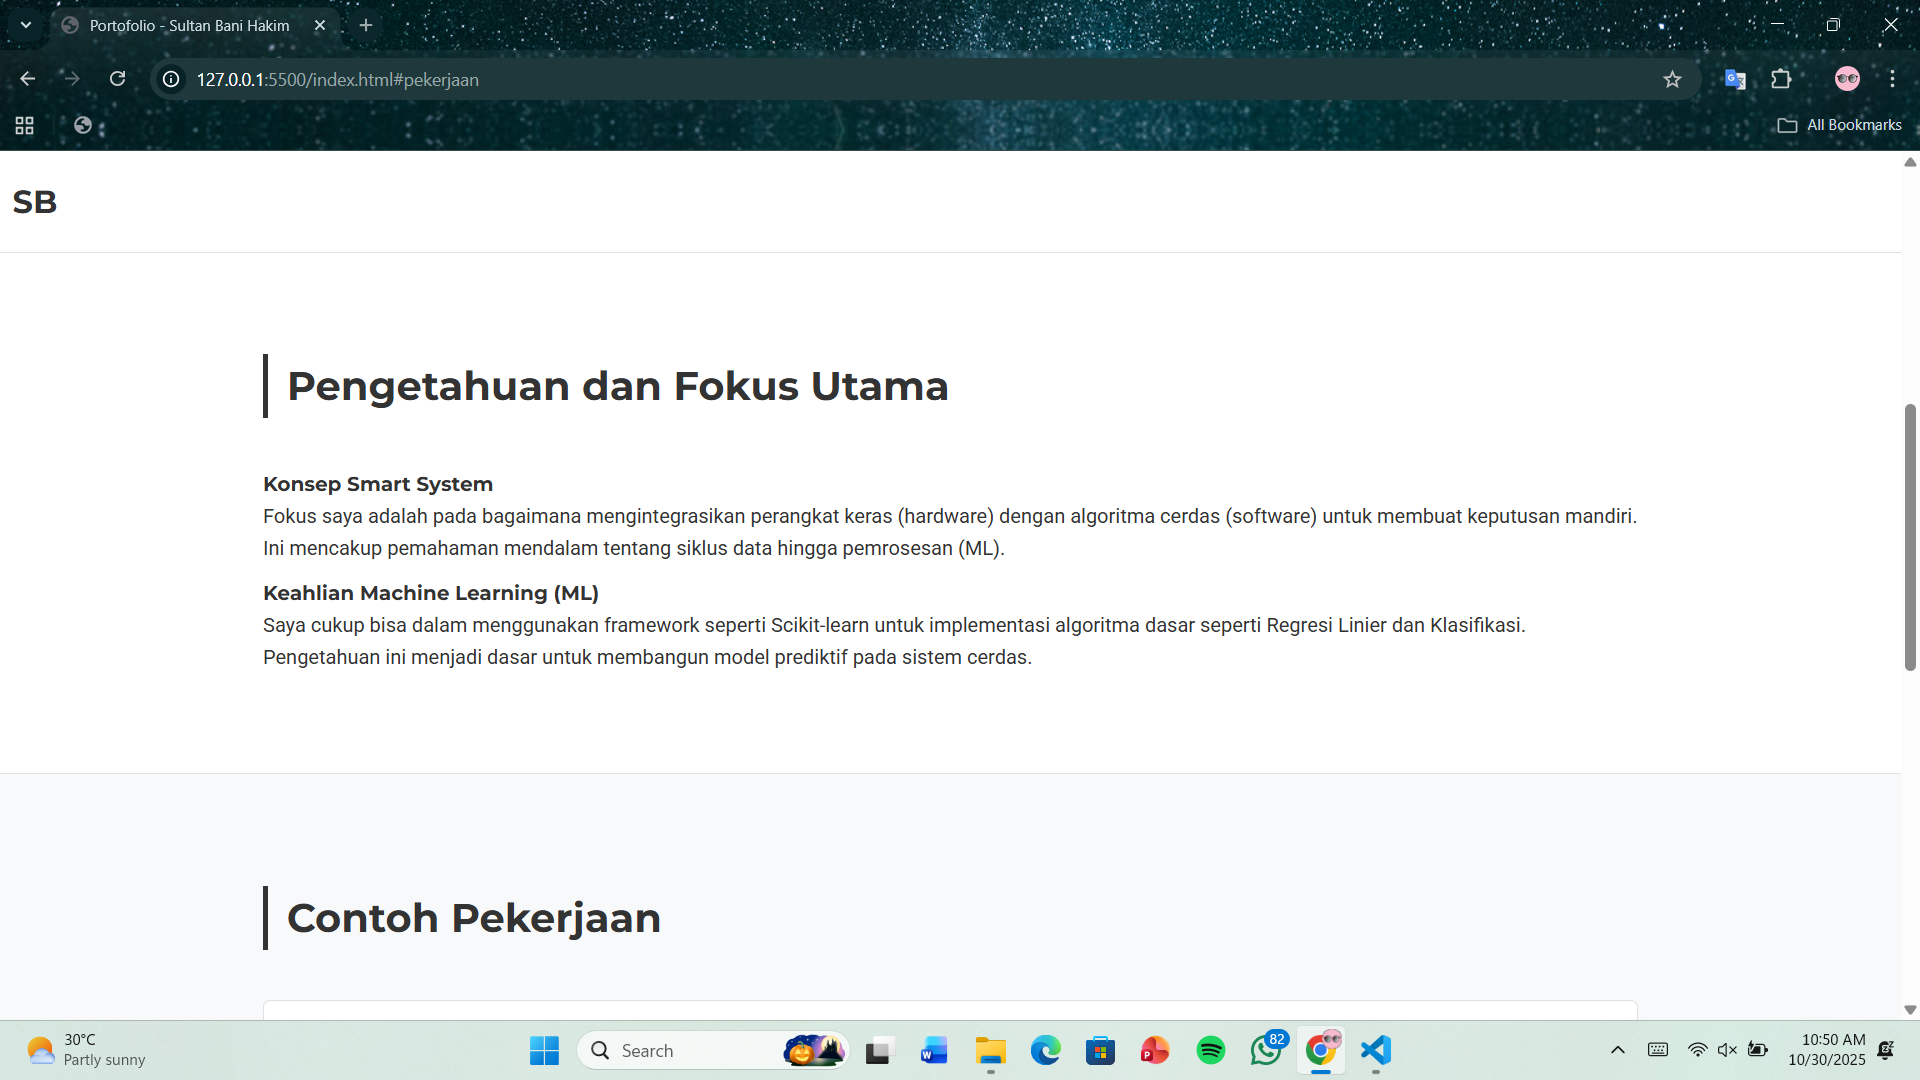 Portofolio - Sultan Bani Hakim
127.0.0.1:5500/index.html#pekerjaan
All Bookmarks
SB
Pengetahuan dan Fokus Utama
Konsep Smart System
Fokus saya adalah pada bagaimana mengintegrasikan perangkat keras (hardware) dengan algoritma cerdas (software) untuk membuat keputusan mandiri.
Ini mencakup pemahaman mendalam tentang siklus data hingga pemrosesan (ML).
Keahlian Machine Learning (ML)
Saya cukup bisa dalam menggunakan framework seperti Scikit-learn untuk implementasi algoritma dasar seperti Regresi Linier dan Klasifikasi.
Pengetahuan ini menjadi dasar untuk membangun model prediktif pada sistem cerdas.
Contoh Pekerjaan
30°C
Partly sunny
Search
82
10:50 AM
10/30/2025